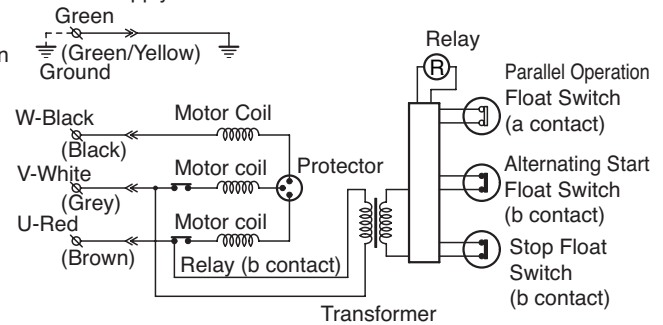 Green
(Green/Yellow)
Ground
W-Black
(Black)
V-White
(Grey)
U-Red
(Brown)
Motor Coil
Motor coil
Motor coil
Protector
Relay (b contact)
Transformer
Relay
R
Parallel Operation
Float Switch
(a contact)
Alternating Start
Float Switch
(b contact)
Stop Float
Switch
(b contact)